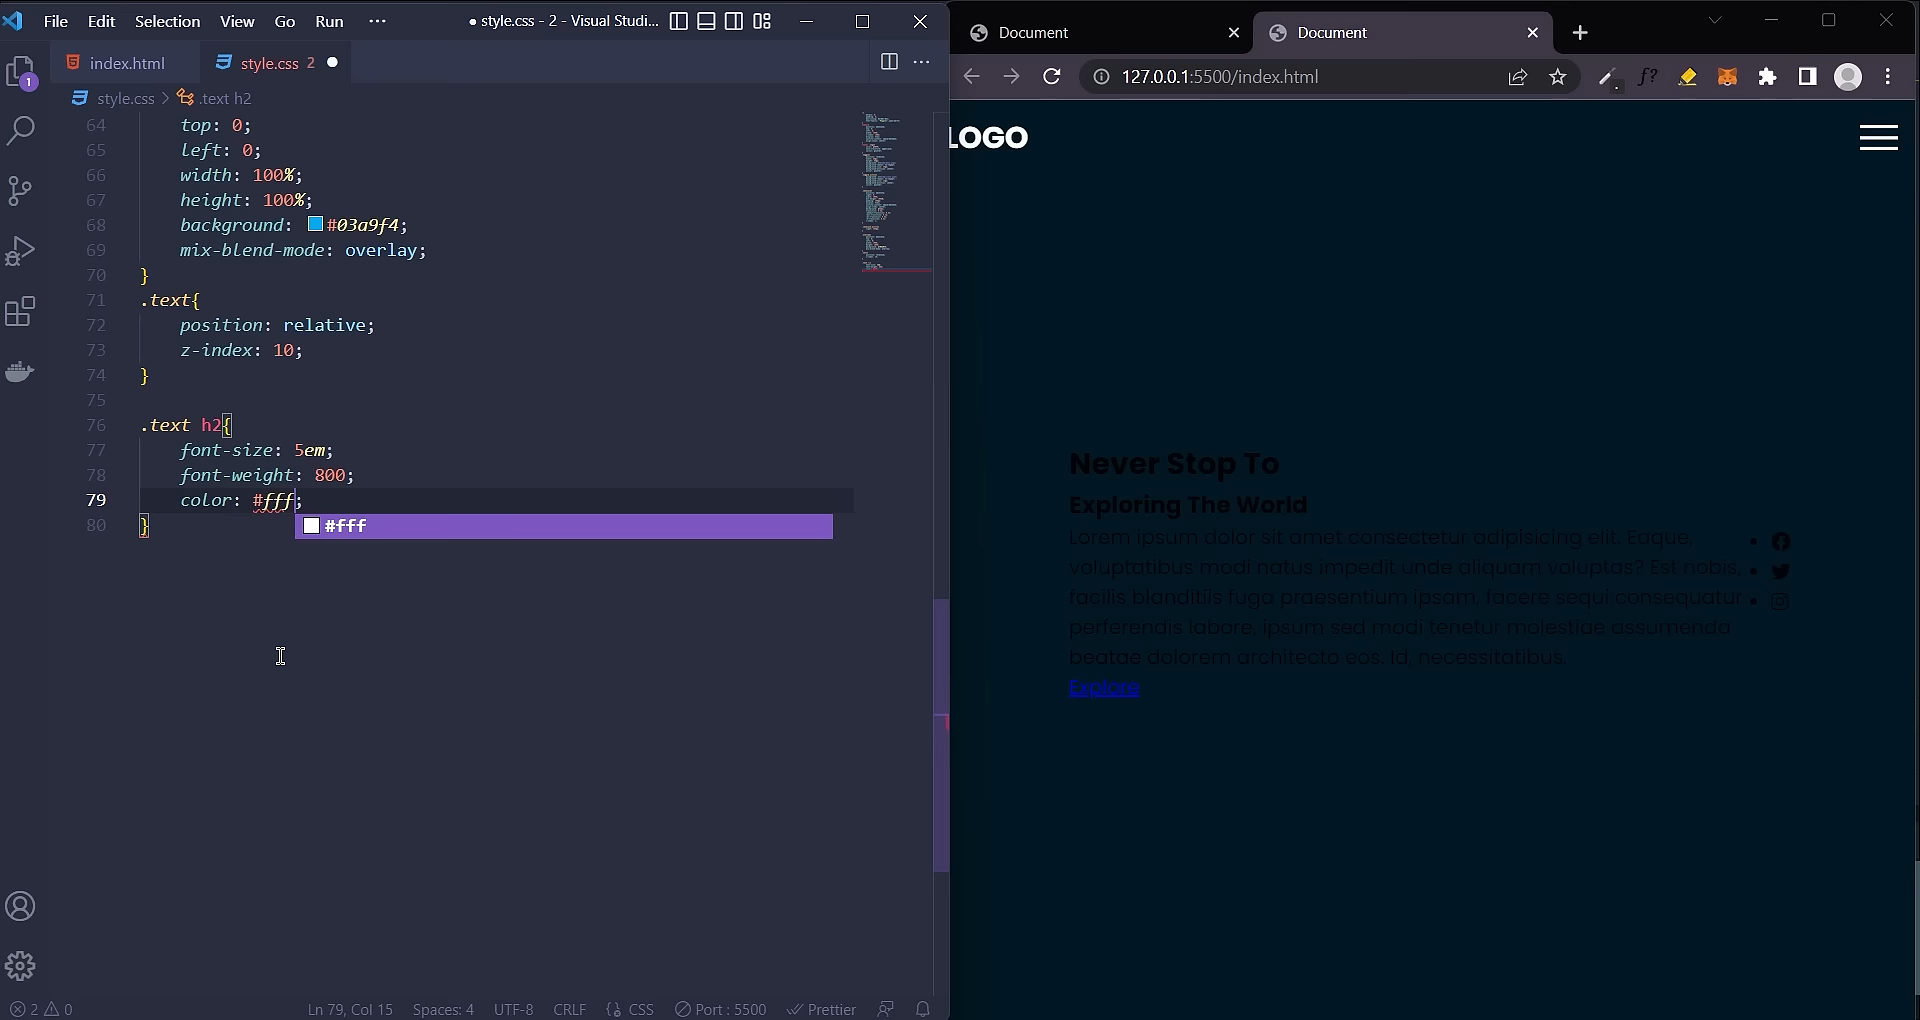 File Edit Selection View Go Run ··· ● style.css - 2 - Visual Studi...
index.html style.css 2 ●
style.css > .text h2
64 top: 0;
65 left: 0;
66 width: 100%;
67 height: 100%;
68 background: #03a9f4;
69 mix-blend-mode: overlay;
70 }
71 .text{
72 position: relative;
73 z-index: 10;
74 }
75
76 .text h2{
77 font-size: 5em;
78 font-weight: 800;
79 color: #fff;
80 }
#fff
1
2 0 Ln 79, Col 15 Spaces: 4 UTF-8 CRLF {} CSS Port : 5500 Prettier
Document Document
127.0.0.1:5500/index.html
f?
LOGO
Never Stop To
Exploring The World
Lorem ipsum dolor sit amet consectetur adipisicing elit. Eaque,
voluptatibus modi natus impedit unde aliquam voluptas? Est nobis,
facilis blanditiis fuga praesentium ipsam, facere sequi consequatur
perferendis labore, ipsum sed modi tenetur molestiae assumenda
beatae dolorem architecto eos. Id, necessitatibus.
Explore